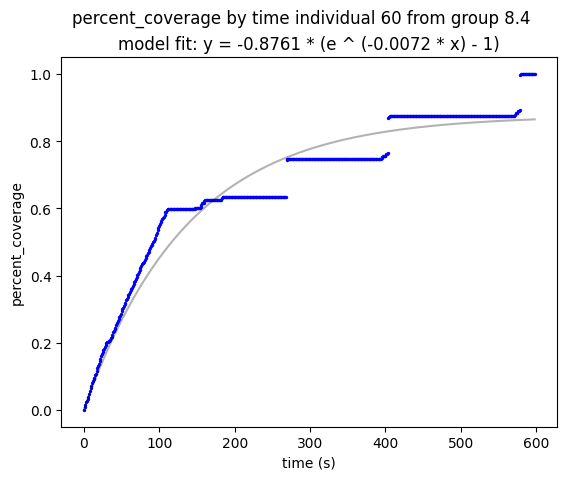 percent_coverage by time individual 60 from group 8.4
model fit: y = -0.8761 * (e ^ (-0.0072 * x) - 1)
1.0
0.8
0.6
0.4
0.2
0.0
percent_coverage
0 100 200 300 400 500 600
time (s)